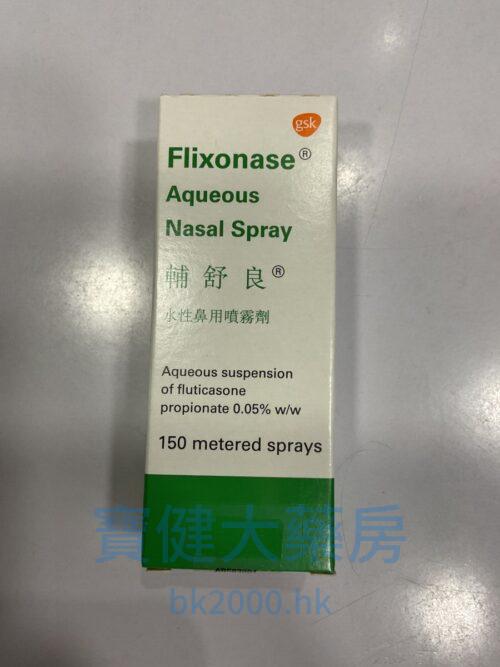 gsk
Flixonase®
Aqueous
Nasal Spray
輔舒良®
水性鼻用噴霧劑
Aqueous suspension
of fluticasone
propionate 0.05% w/w
150 metered sprays
寶健大藥房
bk2000.hk